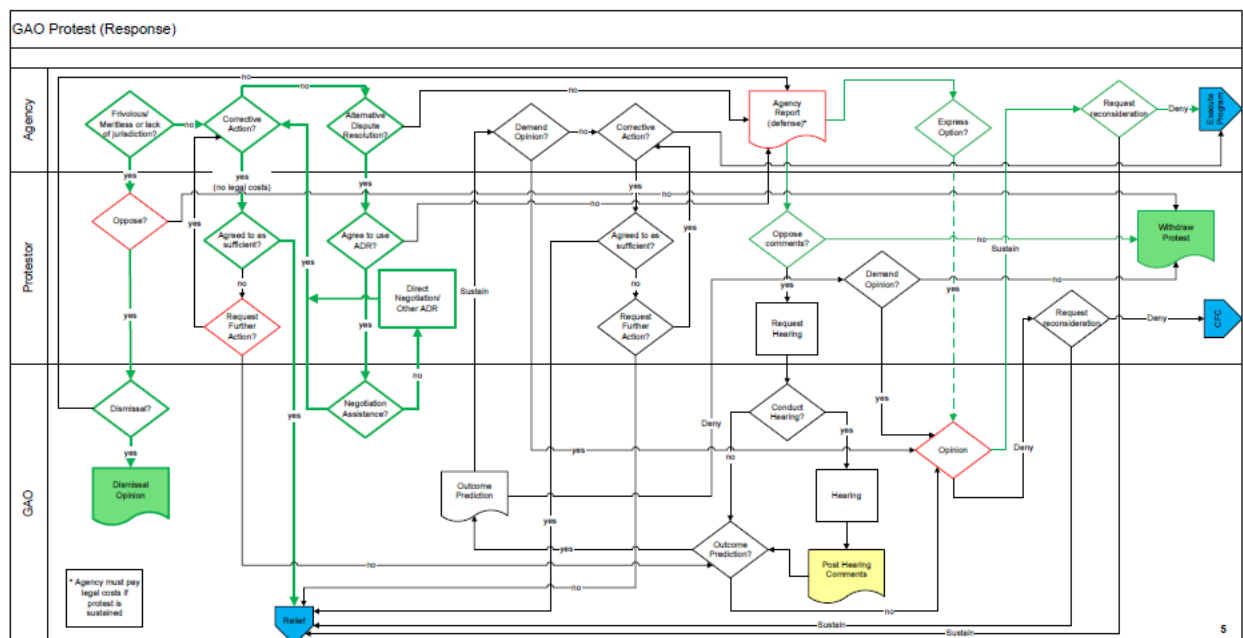 GAO Protest (Response)
Agency
Frivolous/
Meritless or lack
of jurisdiction?
no
Corrective
Action?
no
Alternative
Dispute
Resolution?
no
no
Demand
Opinion?
no
Corrective
Action?
Agency
Report
(defense)*
Express
Option?
Request
reconsideration
Deny
Execute
Program
yes
yes
(no legal costs)
yes
yes
Protestor
Oppose?
yes
Agreed to as
sufficient?
yes
Agree to use
ADR?
no
no
Agreed to as
sufficient?
Oppose
comments?
no
Sustain
Withdraw
Protest
no
Request
Further
Action?
Direct
Negotiation/
Other ADR
Sustain
no
Request
Further
Action?
yes
yes
Request
Hearing
Demand
Opinion?
no
yes
Request
reconsideration
Deny
CFC
yes
yes
no
GAO
Dismissal?
yes
Dismissal
Opinion
yes
Negotiation
Assistance?
Deny
Conduct
Hearing?
no
yes
yes
yes
Opinion
Deny
Outcome
Prediction
yes
yes
Hearing
Outcome
Prediction?
Post Hearing
Comments
no
no
no
* Agency must pay
legal costs if
protest is
sustained
Relief
Sustain
Sustain
5